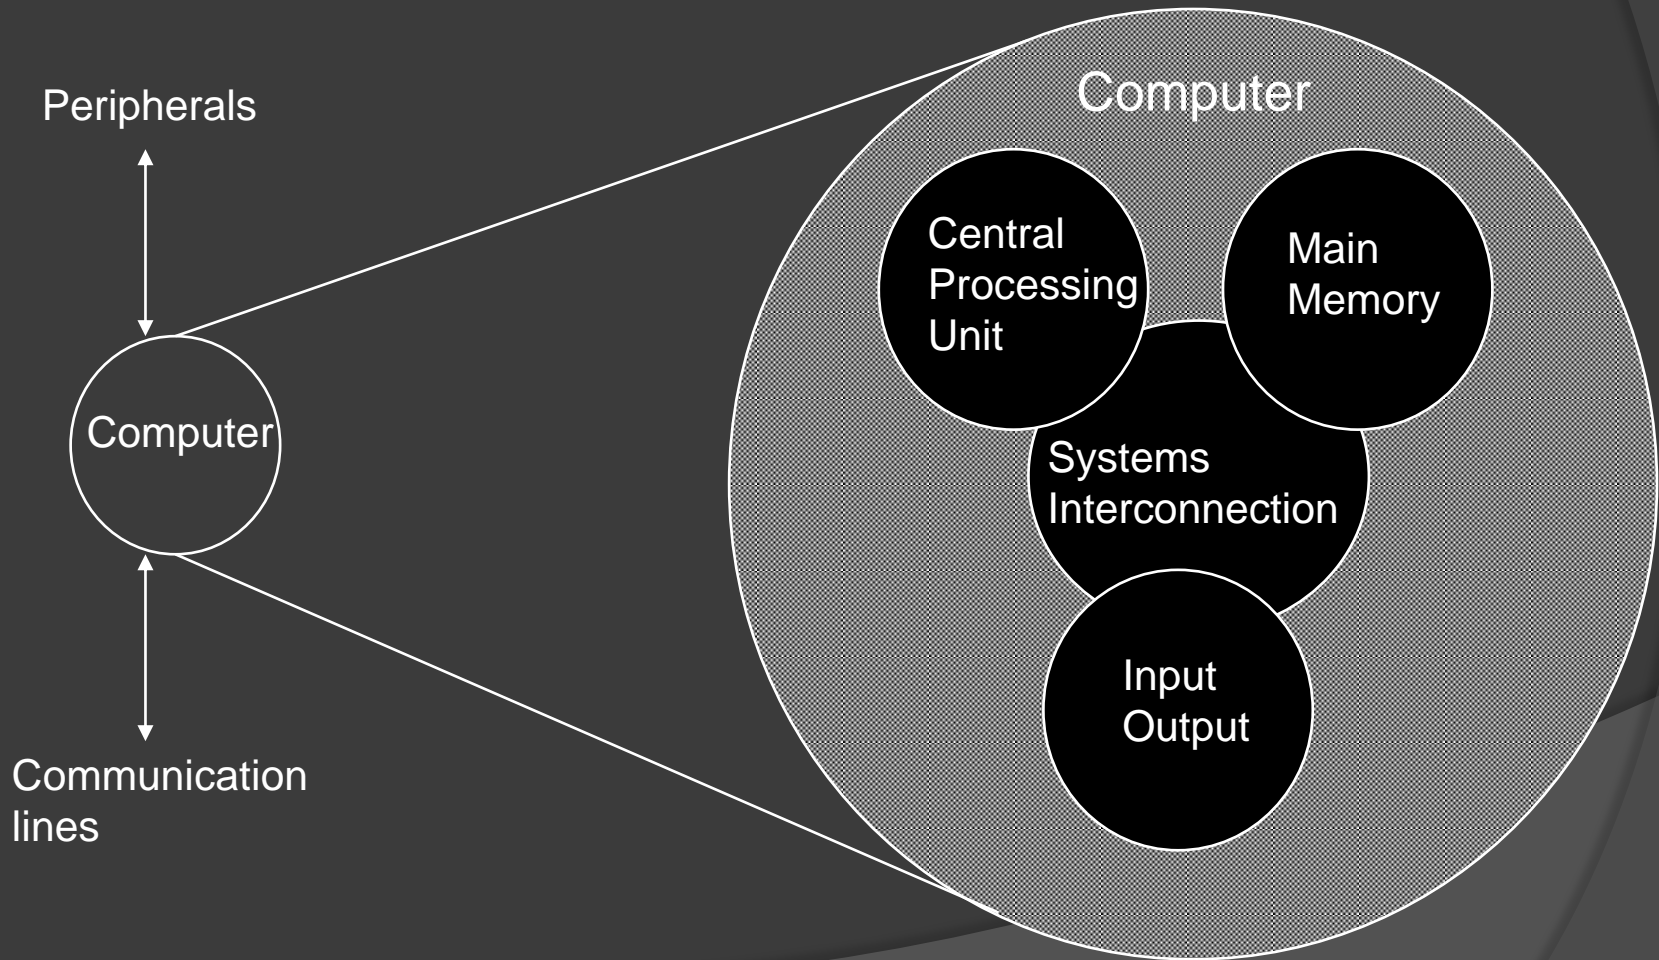 Peripherals
Computer
Communication
lines
Computer
Central
Processing
Unit
Main
Memory
Systems
Interconnection
Input
Output